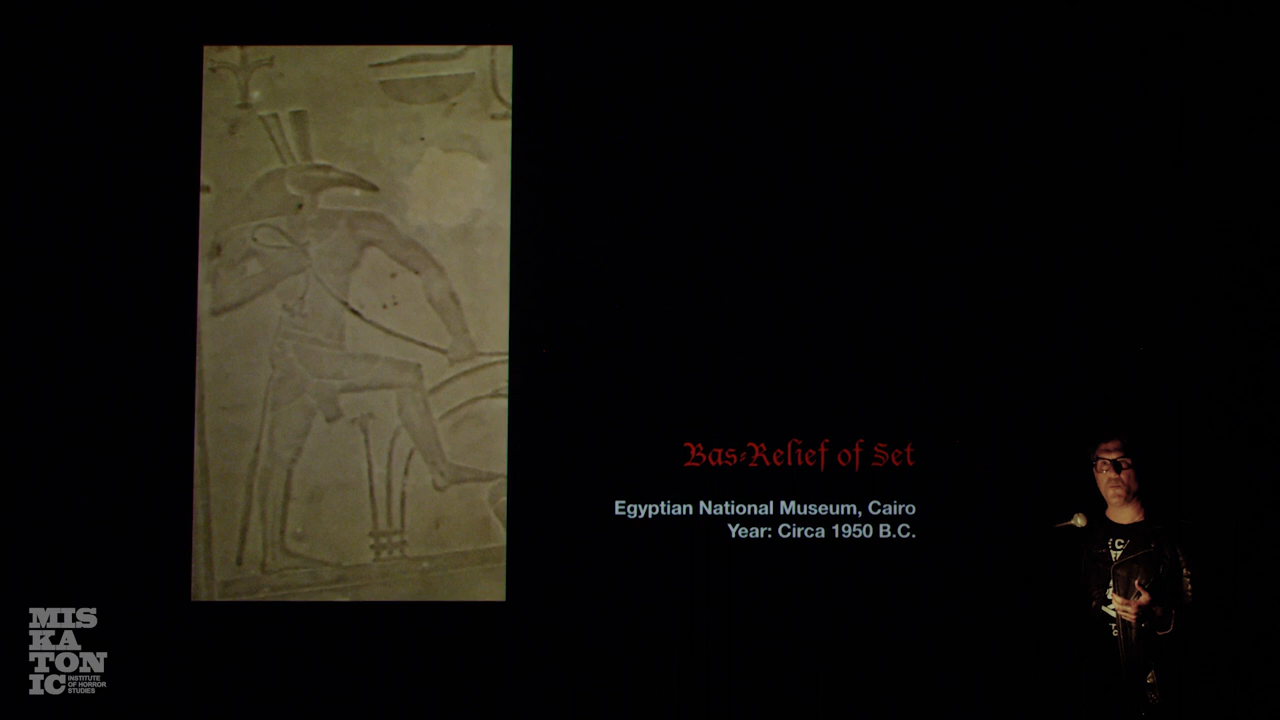 Bas-Relief of Set
Egyptian National Museum, Cairo
Year: Circa 1950 B.C.
MIS
KA
TON
IC INSTITUTE
OF HORROR
STUDIES